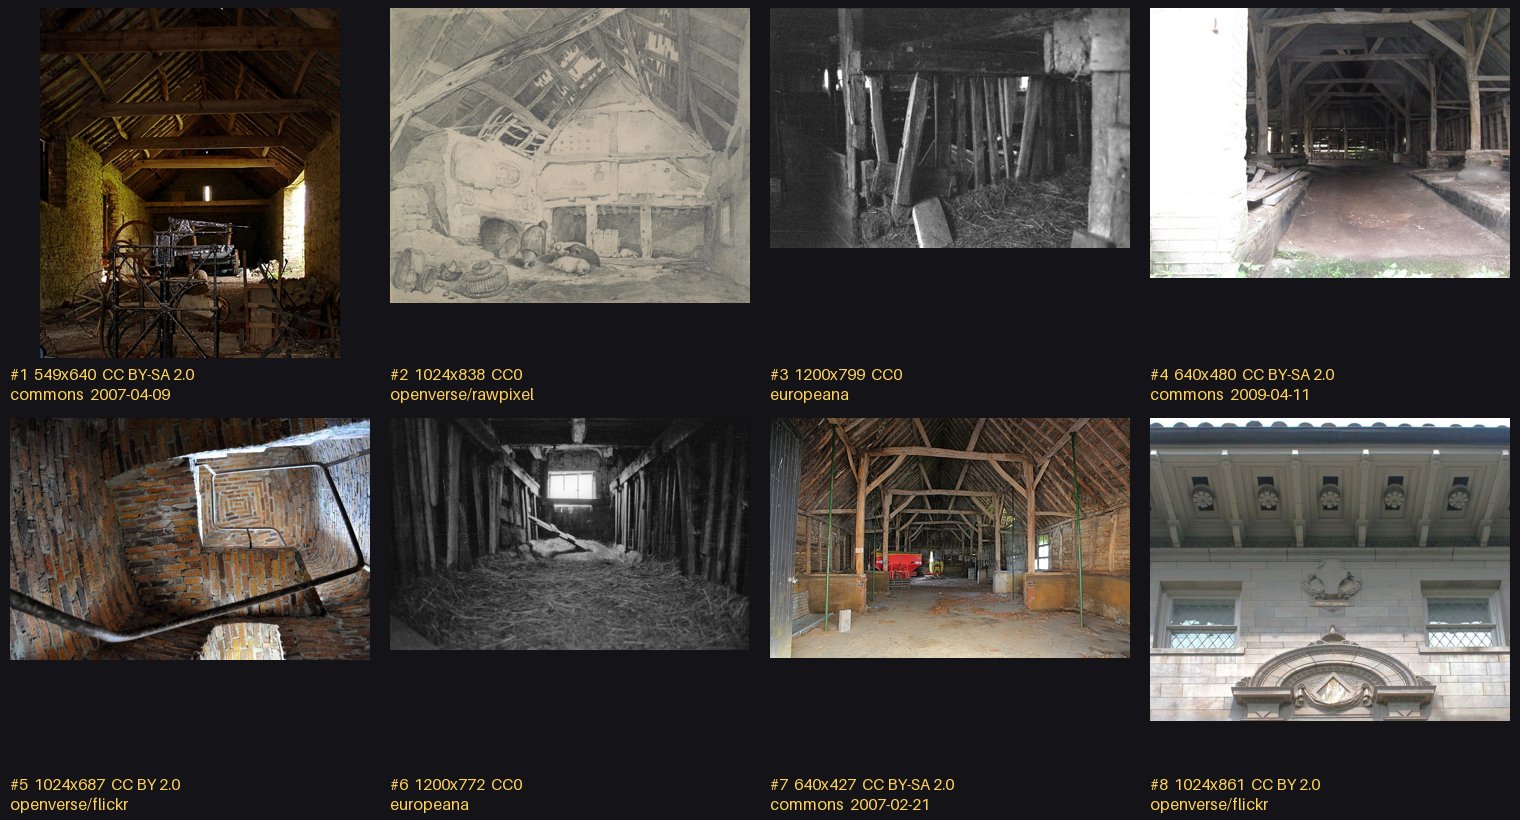 #1 549x640 CC BY-SA 2.0
commons 2007-04-09
#2 1024x838 CC0
openverse/rawpixel
#3 1200x799 CC0
europeana
#4 640x480 CC BY-SA 2.0
commons 2009-04-11
#5 1024x687 CC BY 2.0
openverse/flickr
#6 1200x772 CC0
europeana
#7 640x427 CC BY-SA 2.0
commons 2007-02-21
#8 1024x861 CC BY 2.0
openverse/flickr